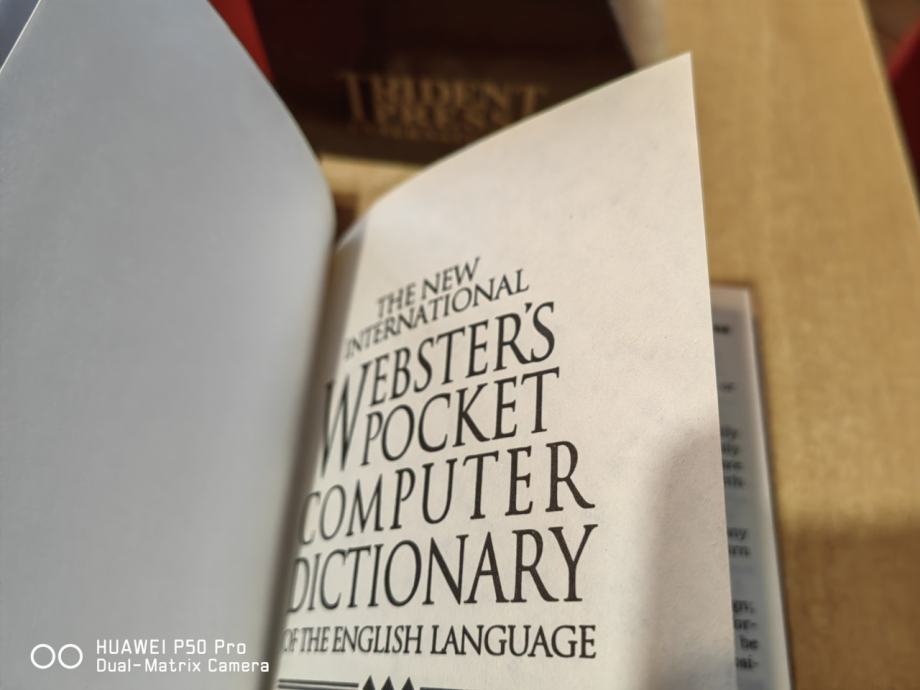 TRIDENT
PRESS
THE NEW
INTERNATIONAL
WEBSTER'S
POCKET
COMPUTER
DICTIONARY
OF THE ENGLISH LANGUAGE
be
HUAWEI P50 Pro
Dual-Matrix Camera